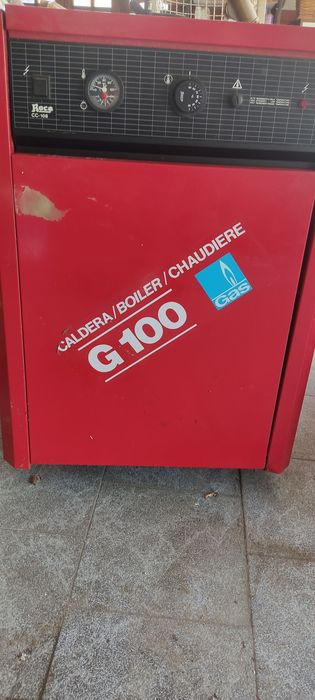 Roca
CC-108
CALDERA/BOILER/CHAUDIERE
G 100
Gas